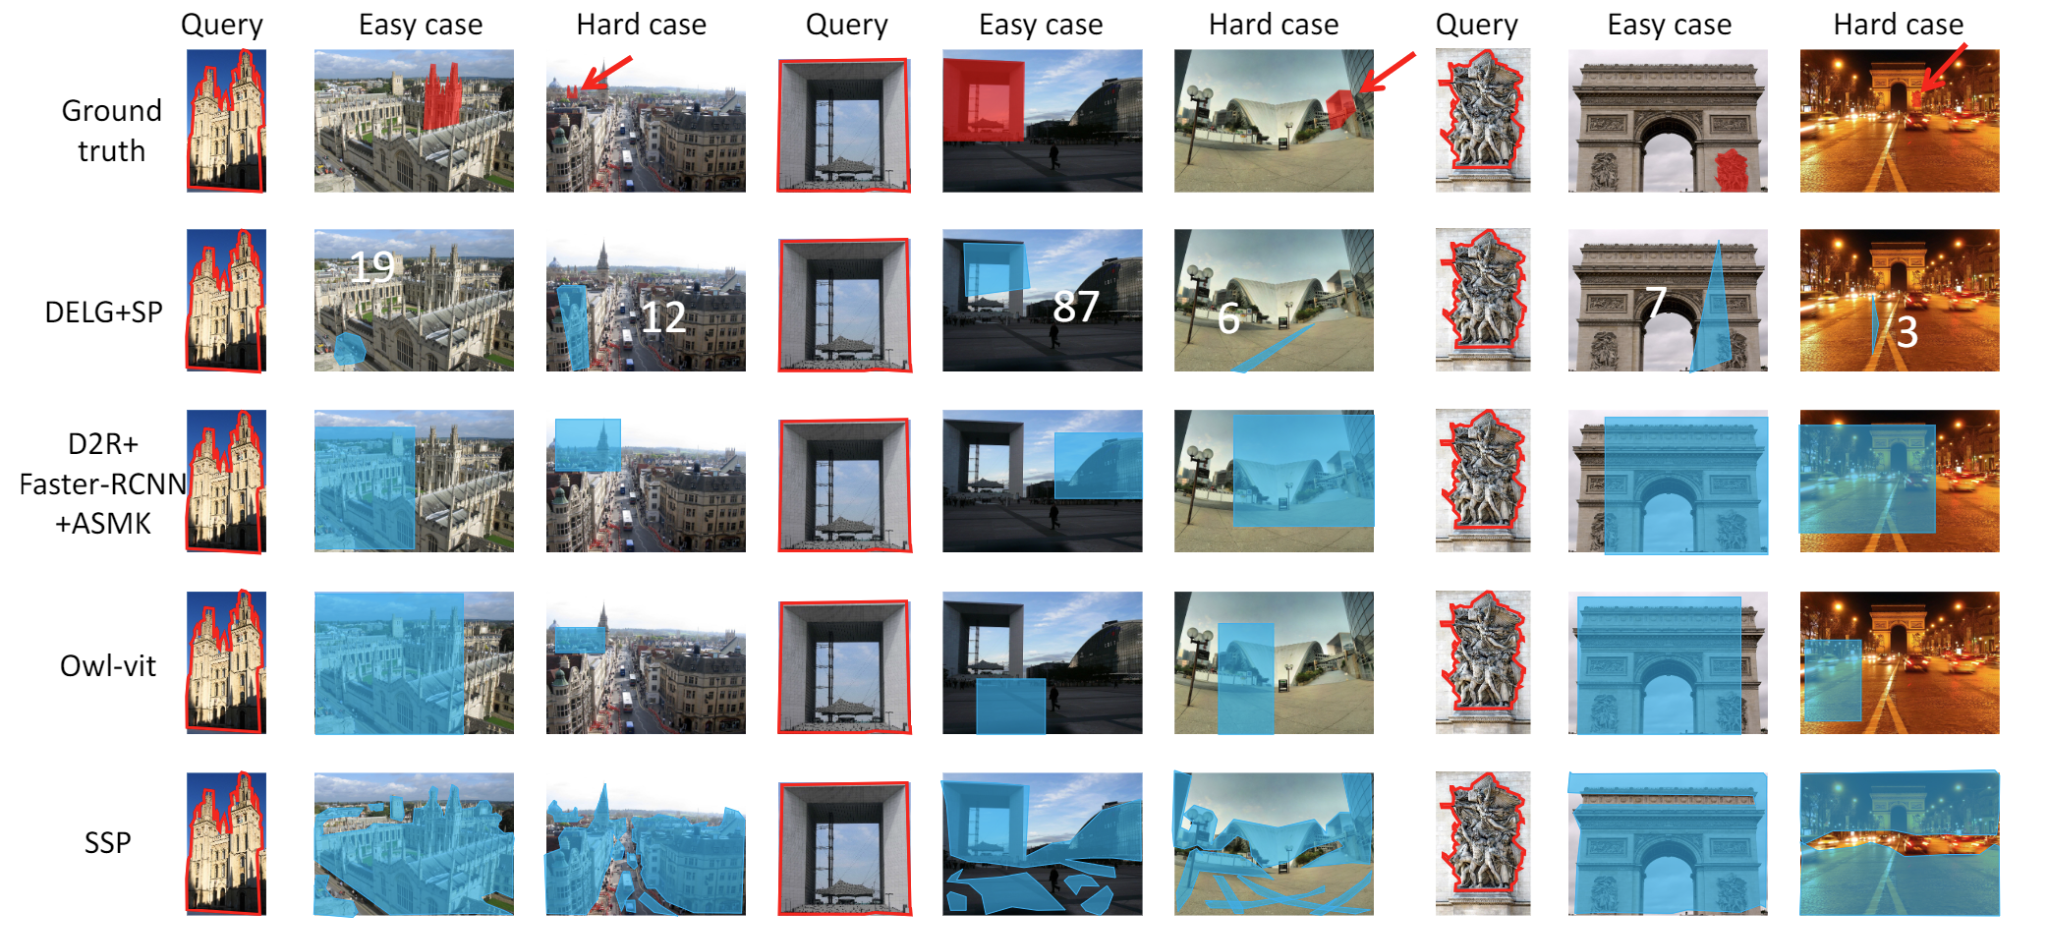 Query Easy case Hard case Query Easy case Hard case Query Easy case Hard case
Ground
truth
DELG+SP 19 12 87 6 7 3
D2R+
Faster-RCNN
+ASMK
Owl-vit
SSP